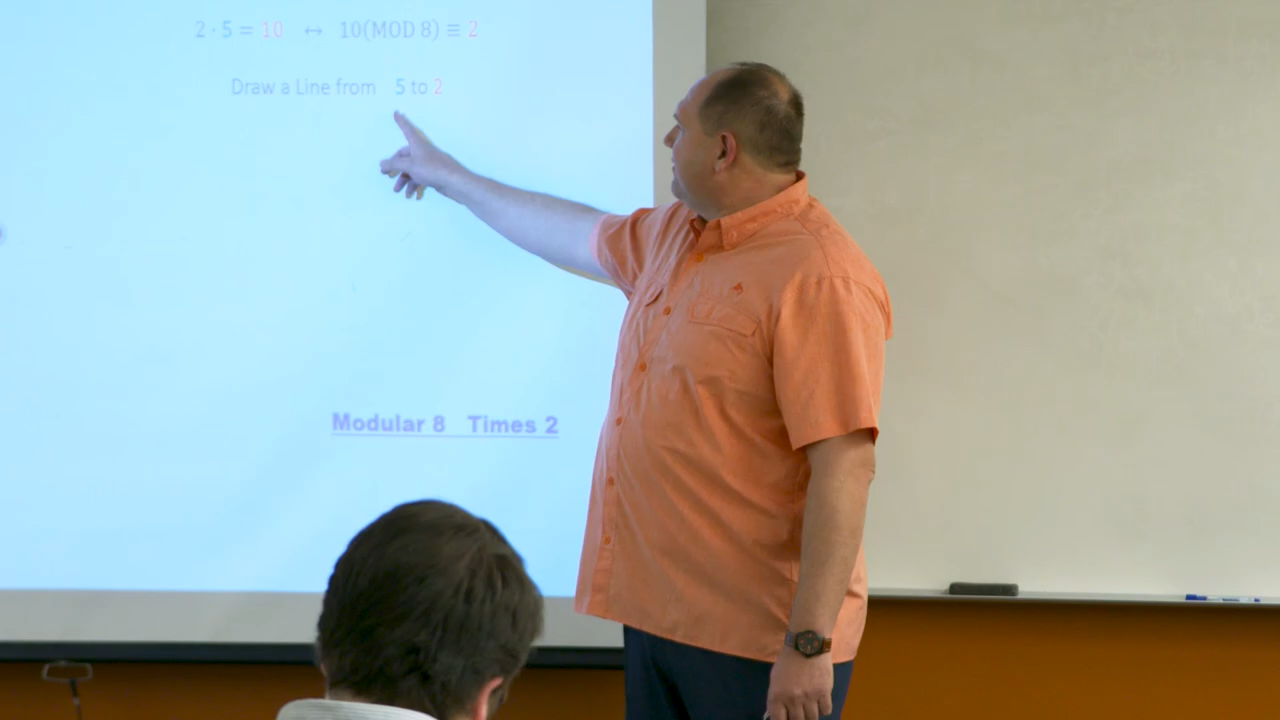 2 · 5 = 10 ↔ 10(MOD 8) ≡ 2
Draw a Line from 5 to 2
Modular 8 Times 2